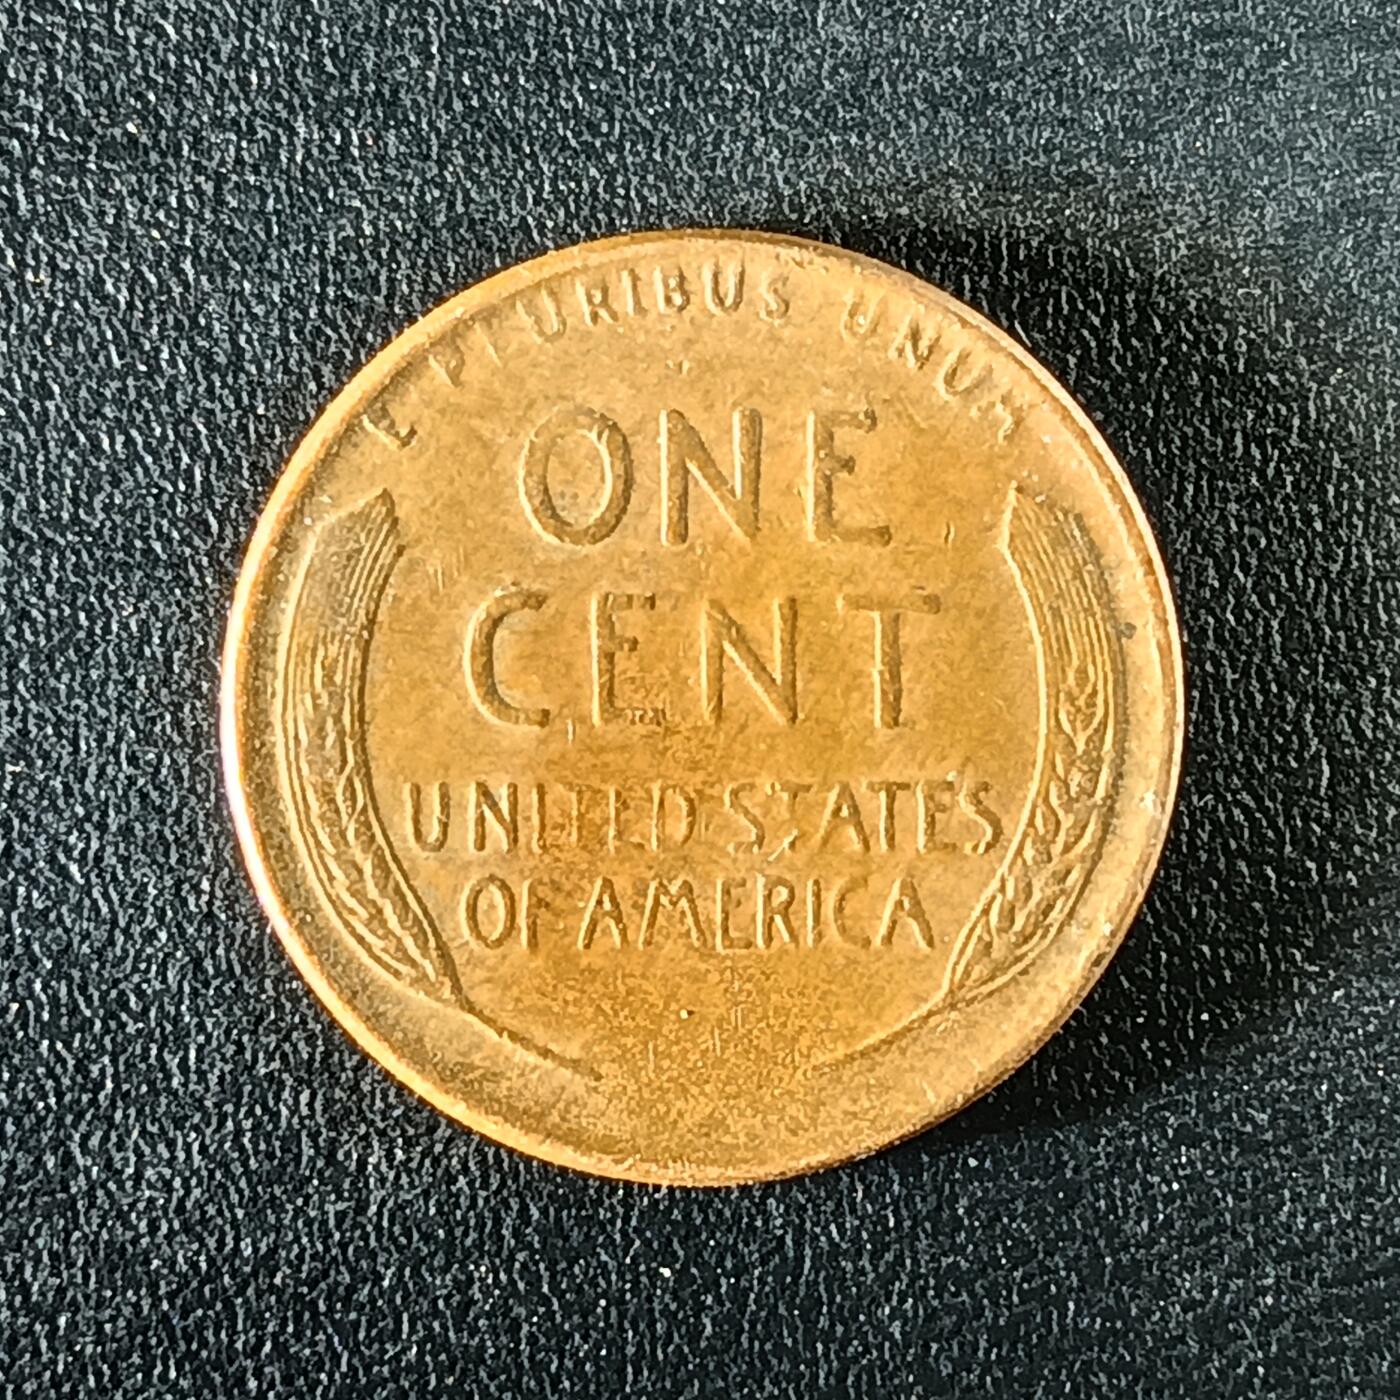 E PLURIBUS UNUM
ONE
CENT
UNITED STATES
OF AMERICA